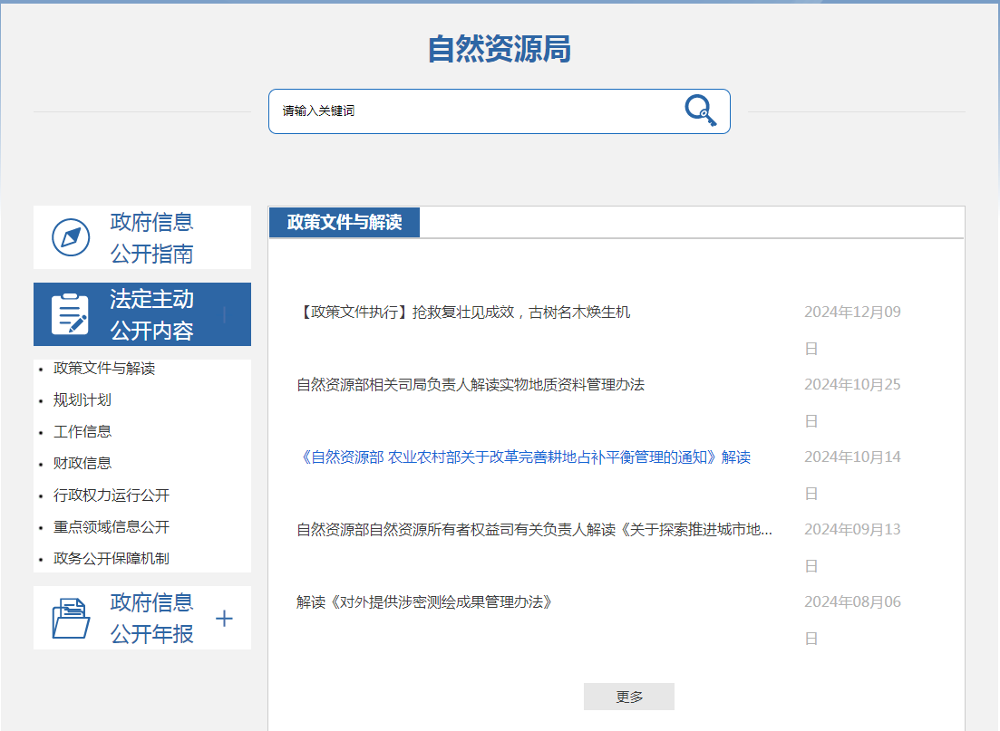 自然资源局
请输入关键词
政府信息
公开指南
法定主动
公开内容
政策文件与解读
规划计划
工作信息
财政信息
行政权力运行公开
重点领域信息公开
政务公开保障机制
政府信息
公开年报
+
政策文件与解读
【政策文件执行】抢救复壮见成效，古树名木焕生机
2024年12月09
日
自然资源部相关司局负责人解读实物地质资料管理办法
2024年10月25
日
《自然资源部 农业农村部关于改革完善耕地占补平衡管理的通知》解读
2024年10月14
日
自然资源部自然资源所有者权益司有关负责人解读《关于探索推进城市地...
2024年09月13
日
解读《对外提供涉密测绘成果管理办法》
2024年08月06
日
更多